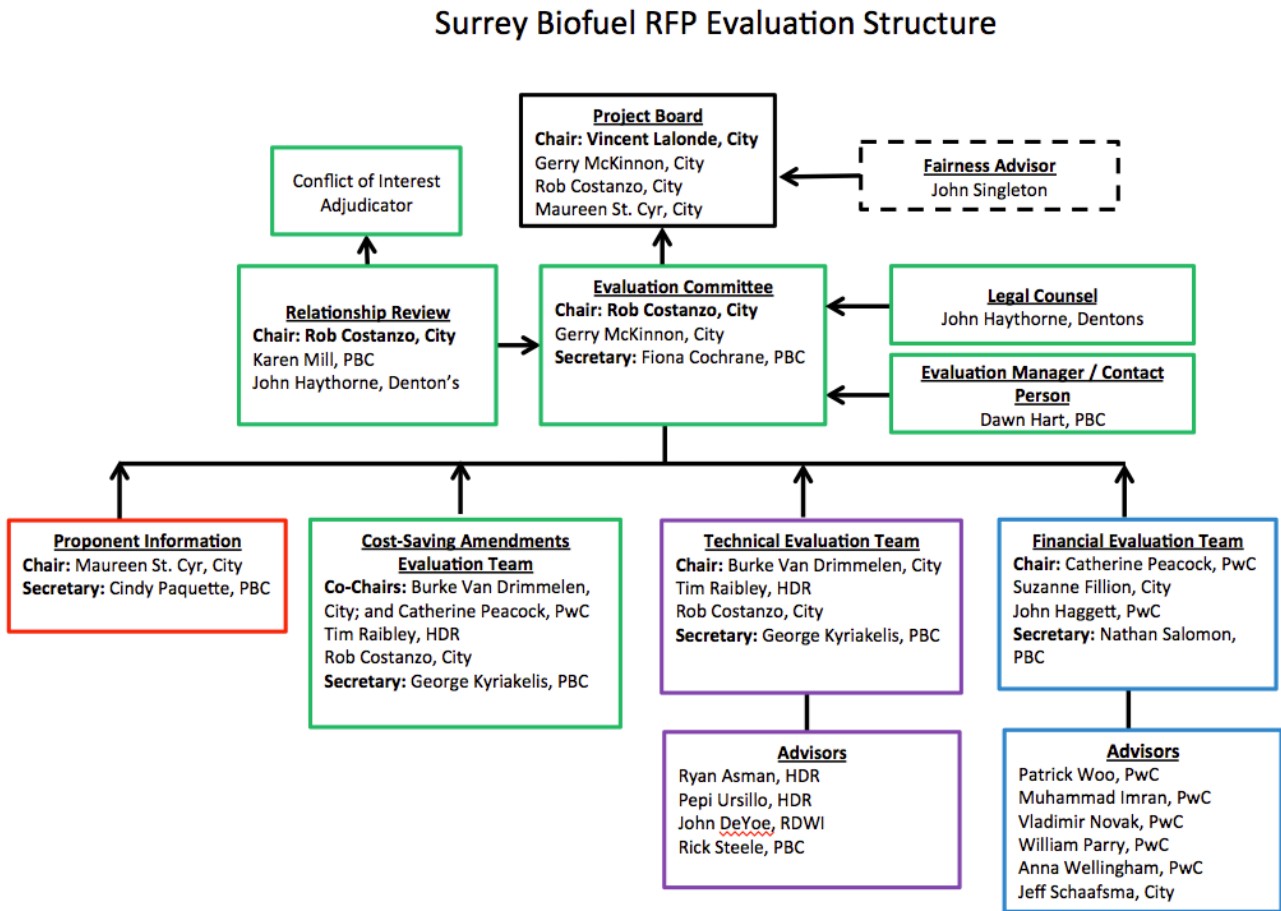 Surrey Biofuel RFP Evaluation Structure
Project Board
Chair: Vincent Lalonde, City
Gerry McKinnon, City
Rob Costanzo, City
Maureen St. Cyr, City
Fairness Advisor
John Singleton
Conflict of Interest
Adjudicator
Relationship Review
Chair: Rob Costanzo, City
Karen Mill, PBC
John Haythorne, Denton's
Evaluation Committee
Chair: Rob Costanzo, City
Gerry McKinnon, City
Secretary: Fiona Cochrane, PBC
Legal Counsel
John Haythorne, Dentons
Evaluation Manager / Contact
Person
Dawn Hart, PBC
Proponent Information
Chair: Maureen St. Cyr, City
Secretary: Cindy Paquette, PBC
Cost-Saving Amendments
Evaluation Team
Co-Chairs: Burke Van Drimmelen,
City; and Catherine Peacock, PwC
Tim Raibley, HDR
Rob Costanzo, City
Secretary: George Kyriakelis, PBC
Technical Evaluation Team
Chair: Burke Van Drimmelen, City
Tim Raibley, HDR
Rob Costanzo, City
Secretary: George Kyriakelis, PBC
Financial Evaluation Team
Chair: Catherine Peacock, PwC
Suzanne Fillion, City
John Haggett, PwC
Secretary: Nathan Salomon,
PBC
Advisors
Ryan Asman, HDR
Pepi Ursillo, HDR
John DeYoe, RDWI
Rick Steele, PBC
Advisors
Patrick Woo, PwC
Muhammad Imran, PwC
Vladimir Novak, PwC
William Parry, PwC
Anna Wellingham, PwC
Jeff Schaafsma, City